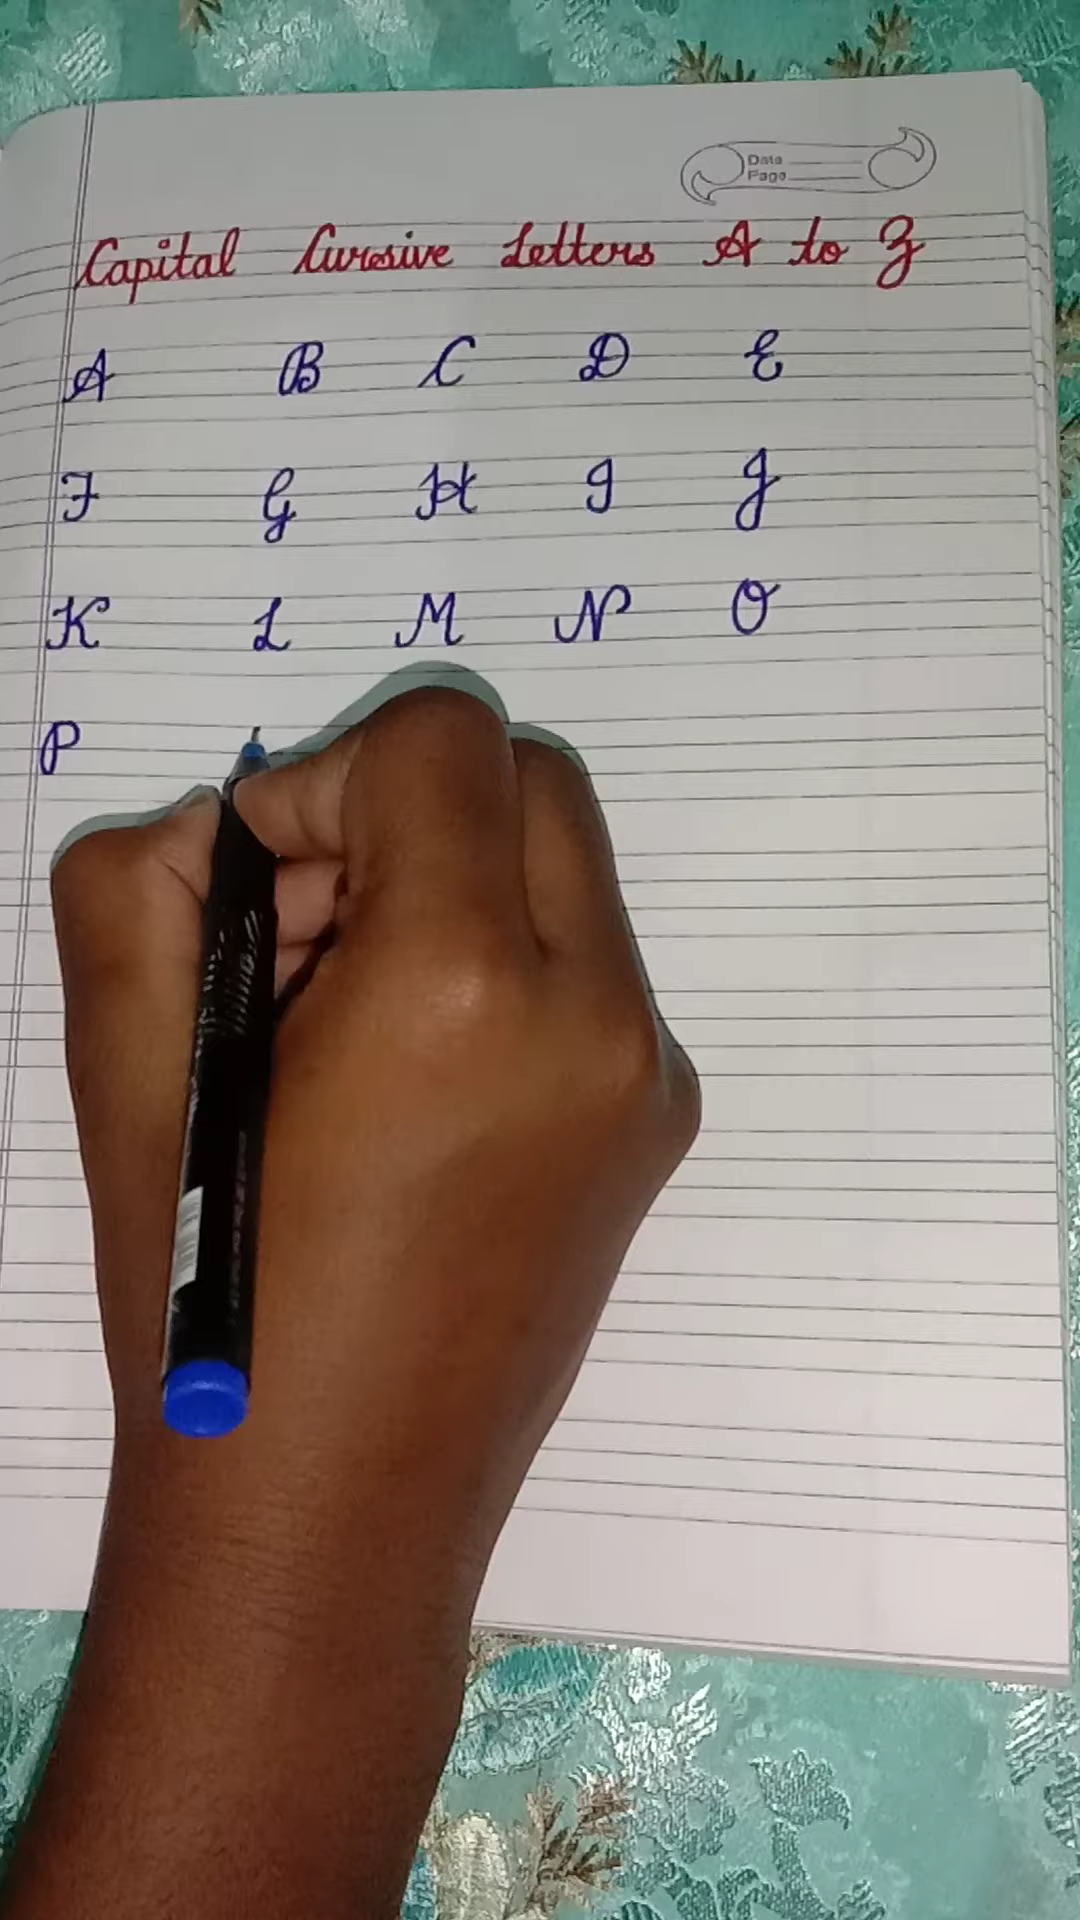 Date
Page
Capital Cursive Letters A to Z
A B C D E
F G H I J
K L M N O
P